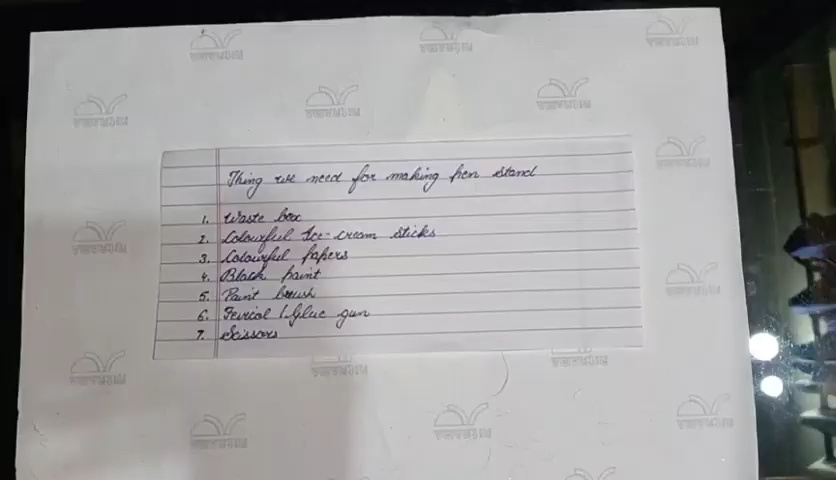 Thing we need for making pen stand
1. Waste box
2. Colourful Ice-cream sticks
3. Colourful papers
4. Black paint
5. Paint brush
6. Fevicol / Glue gun
7. Scissors